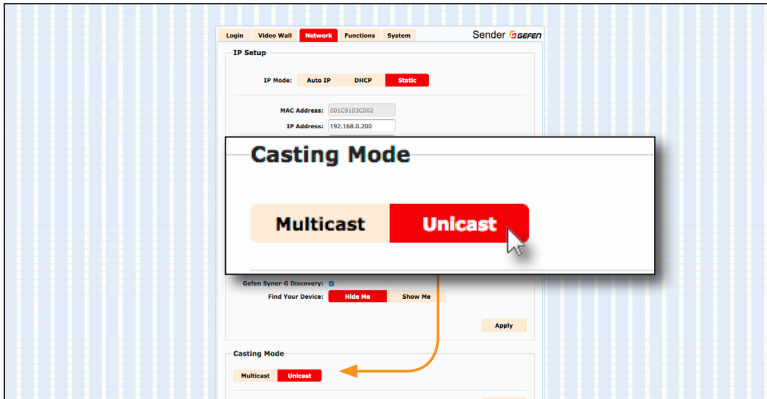 Login Video Wall Network Functions System Sender Gefen
IP Setup
IP Mode: Auto IP DHCP Static
MAC Address: 001C9103C002
IP Address: 192.168.0.200
Casting Mode
Multicast Unicast
Gefen Syner-G Discovery:
Find Your Device: Hide Me Show Me
Apply
Casting Mode
Multicast Unicast